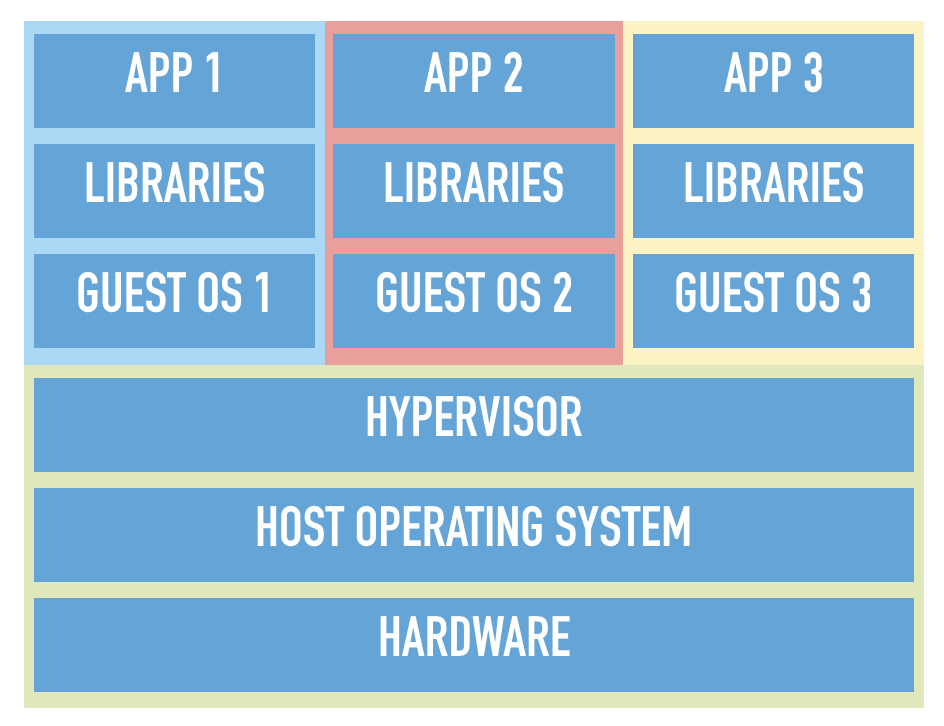 APP 1
APP 2
APP 3
LIBRARIES
LIBRARIES
LIBRARIES
GUEST OS 1
GUEST OS 2
GUEST OS 3
HYPERVISOR
HOST OPERATING SYSTEM
HARDWARE